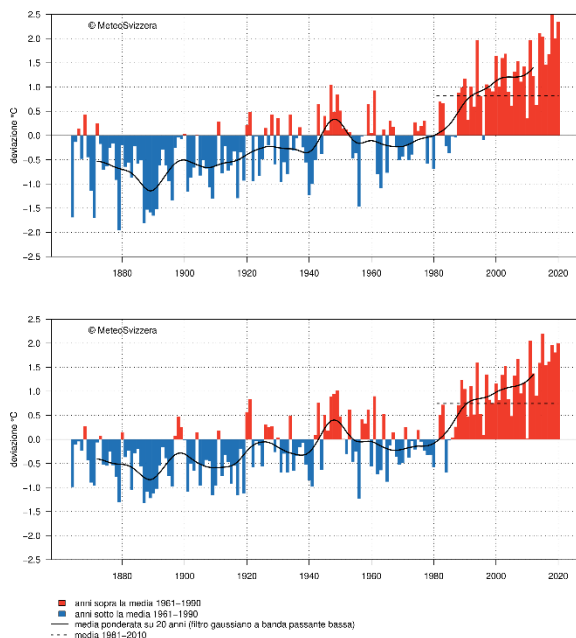 © MeteoSvizzera
2.5
2.0
1.5
1.0
0.5
0.0
-0.5
-1.0
-1.5
-2.0
-2.5
deviazione °C
1880 1900 1920 1940 1960 1980 2000 2020
© MeteoSvizzera
2.5
2.0
1.5
1.0
0.5
0.0
-0.5
-1.0
-1.5
-2.0
-2.5
deviazione °C
1880 1900 1920 1940 1960 1980 2000 2020
anni sopra la media 1961-1990
anni sotto la media 1961-1990
media ponderata su 20 anni (filtro gaussiano a banda passante bassa)
media 1981-2010